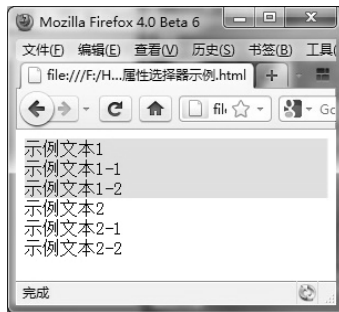 Mozilla Firefox 4.0 Beta 6
文件(F) 编辑(E) 查看(V) 历史(S) 书签(B) 工具(
file:///F:/H...属性选择器示例.html
示例文本1
示例文本1-1
示例文本1-2
示例文本2
示例文本2-1
示例文本2-2
完成